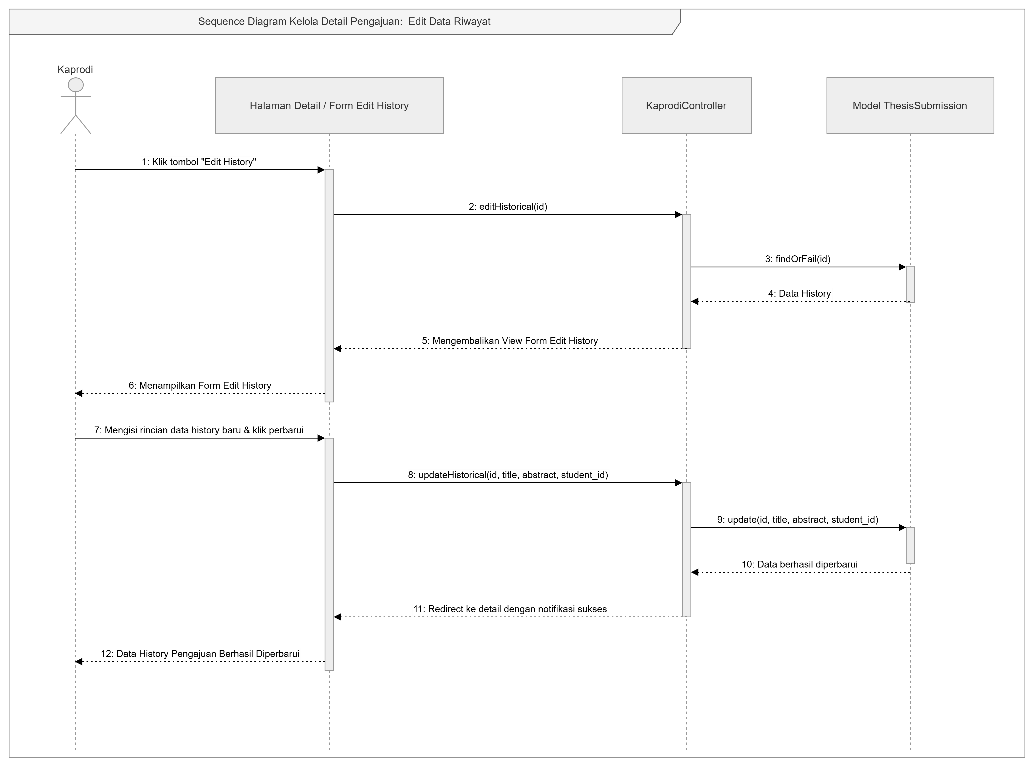 Sequence Diagram Kelola Detail Pengajuan:  Edit Data Riwayat
Kaprodi
Halaman Detail / Form Edit History
KaprodiController
Model ThesisSubmission
1: Klik tombol "Edit History"
2: editHistorical(id)
3: findOrFail(id)
4: Data History
5: Mengembalikan View Form Edit History
6: Menampilkan Form Edit History
7: Mengisi rincian data history baru & klik perbarui
8: updateHistorical(id, title, abstract, student_id)
9: update(id, title, abstract, student_id)
10: Data berhasil diperbarui
11: Redirect ke detail dengan notifikasi sukses
12: Data History Pengajuan Berhasil Diperbarui